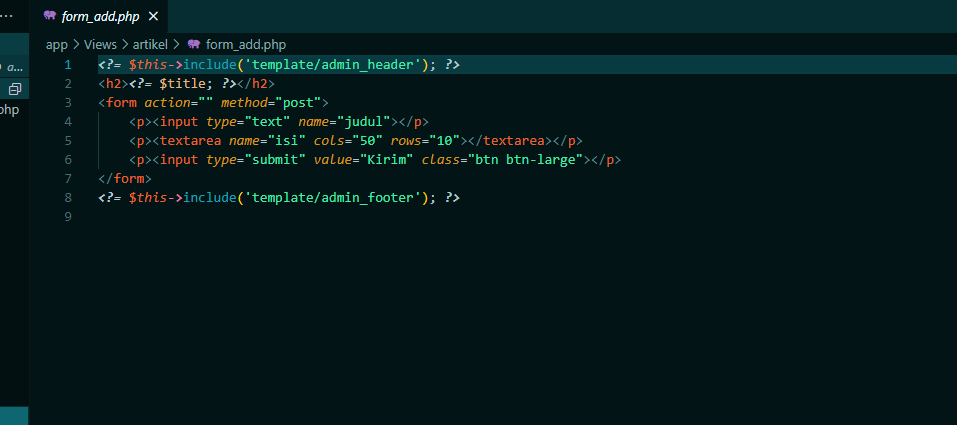 ··· form_add.php ×
app > Views > artikel > form_add.php
a...
php
1 <?= $this->include('template/admin_header'); ?>
2 <h2><?= $title; ?></h2>
3 <form action="" method="post">
4 <p><input type="text" name="judul"></p>
5 <p><textarea name="isi" cols="50" rows="10"></textarea></p>
6 <p><input type="submit" value="Kirim" class="btn btn-large"></p>
7 </form>
8 <?= $this->include('template/admin_footer'); ?>
9